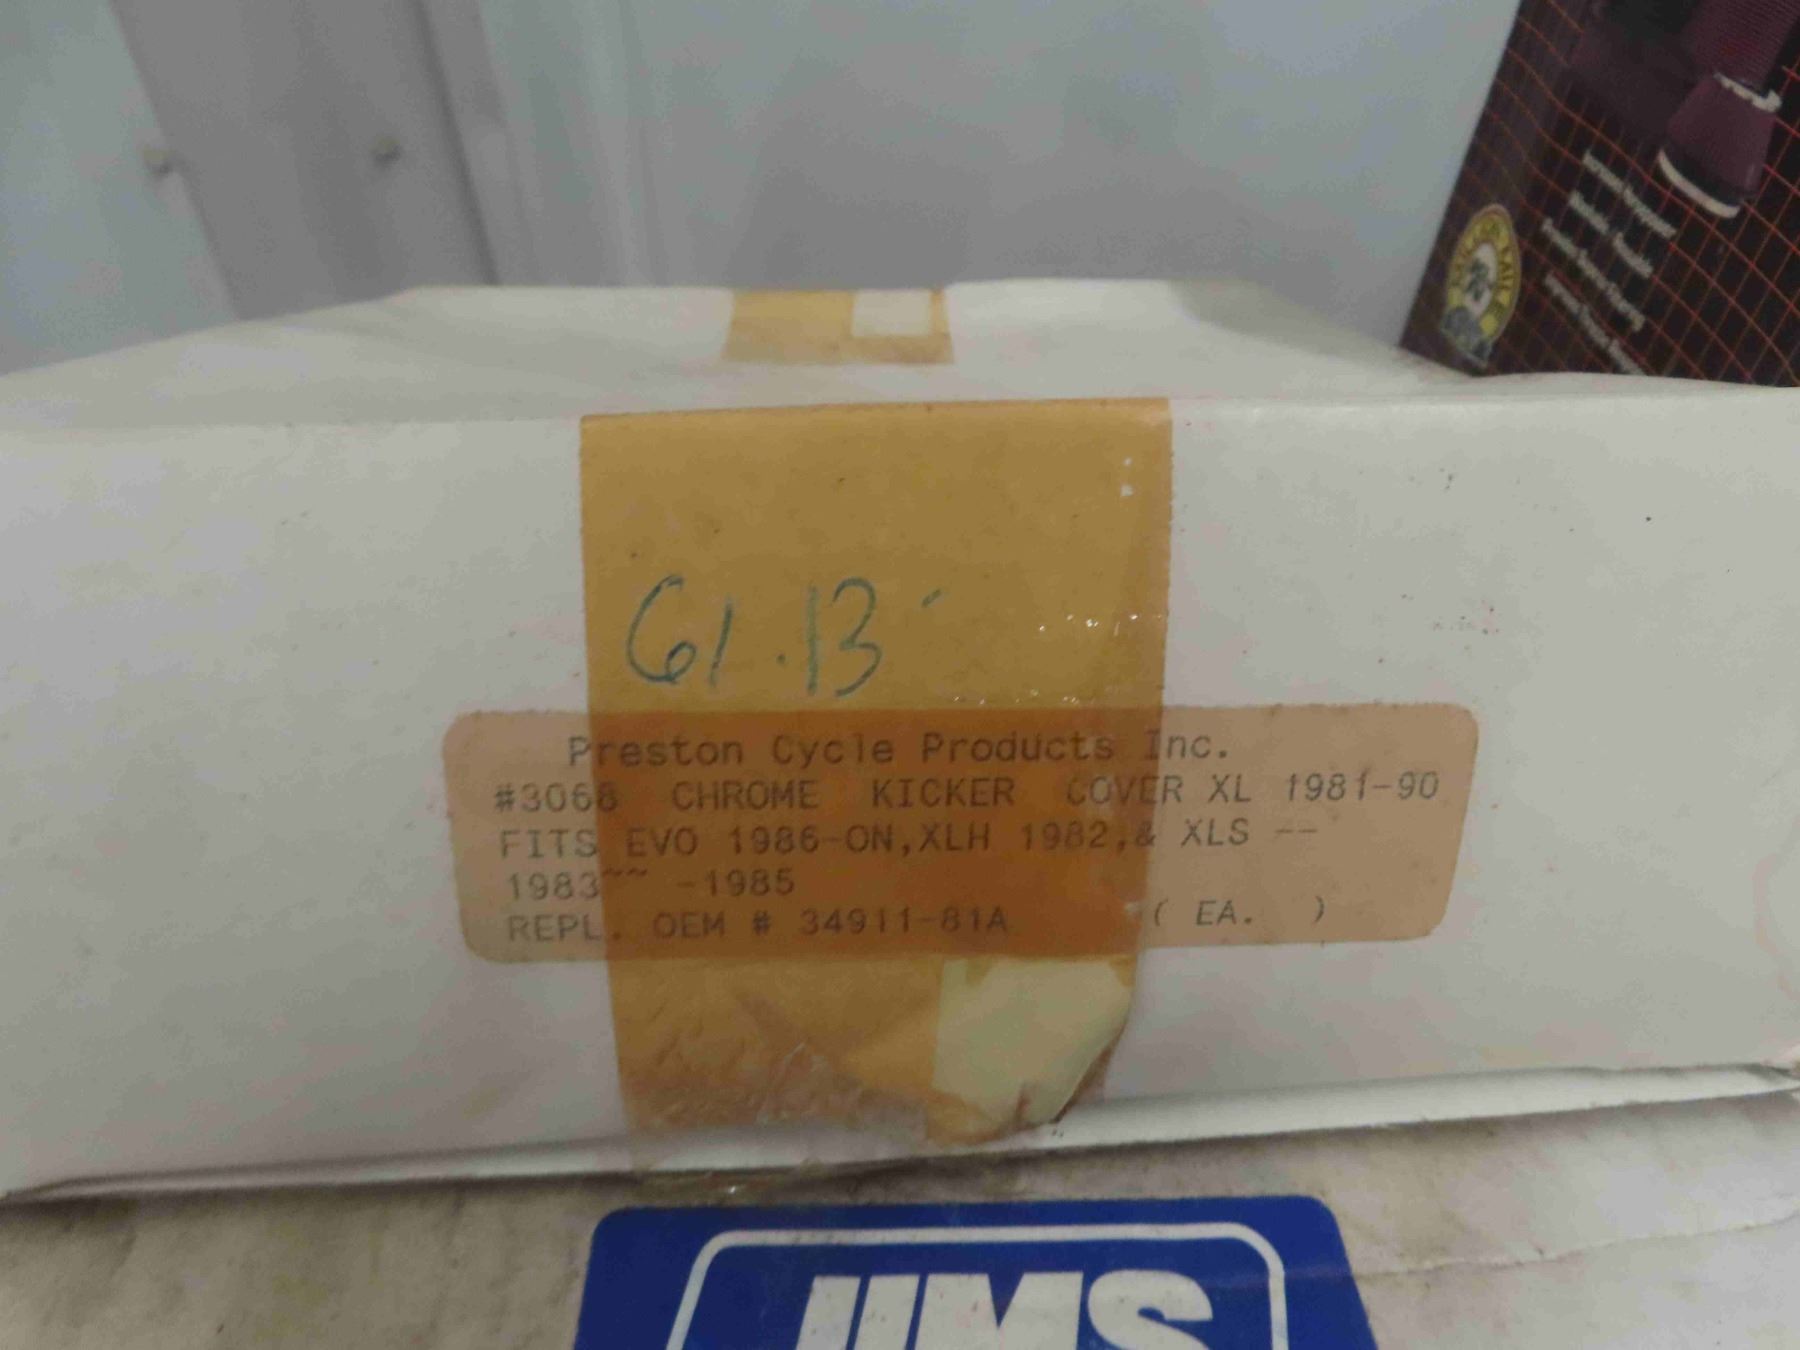 61.13
Preston Cycle Products Inc.
#3068 CHROME KICKER COVER XL 1981-90
FITS EVO 1986-ON,XLH 1982,& XLS --
1983~~ -1985
REPL. OEM # 34911-81A ( EA. )
JIMS